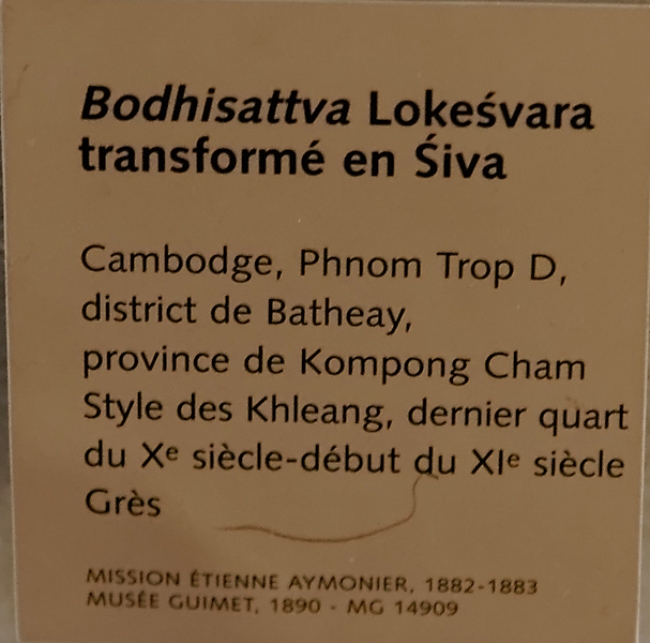 Bodhisattva Lokeśvara
transformé en Śiva
Cambodge, Phnom Trop D,
district de Batheay,
province de Kompong Cham
Style des Khleang, dernier quart
du Xe siècle-début du XIe siècle
Grès
MISSION ÉTIENNE AYMONIER, 1882-1883
MUSÉE GUIMET, 1890 - MG 14909